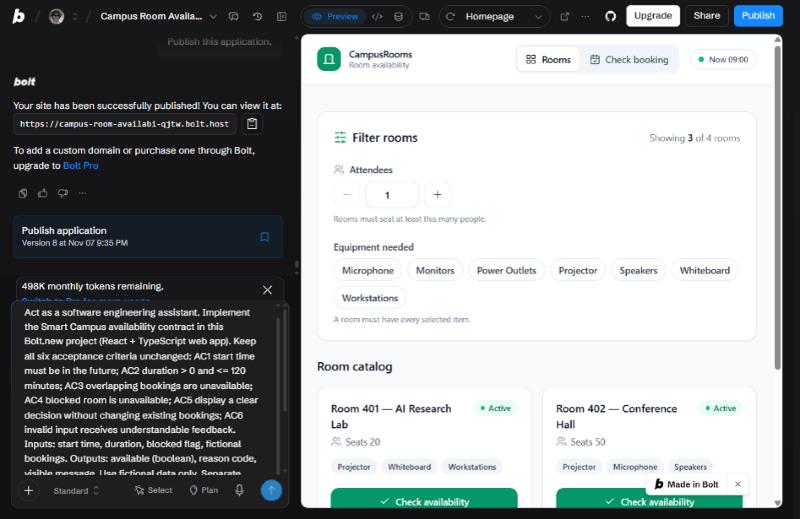 b
Campus Room Availa...
Preview
Homepage
Upgrade
Share
Publish
Publish this application.
bolt
Your site has been successfully published! You can view it at:
https://campus-room-availabi-qjtw.bolt.host
To add a custom domain or purchase one through Bolt,
upgrade to Bolt Pro
Publish application
Version 8 at Nov 07 9:35 PM
498K monthly tokens remaining.
Switch to Pro for more usage
Act as a software engineering assistant. Implement
the Smart Campus availability contract in this
Bolt.new project (React + TypeScript web app). Keep
all six acceptance criteria unchanged: AC1 start time
must be in the future; AC2 duration > 0 and <= 120
minutes; AC3 overlapping bookings are unavailable;
AC4 blocked room is unavailable; AC5 display a clear
decision without changing existing bookings; AC6
invalid input receives understandable feedback.
Inputs: start time, duration, blocked flag, fictional
bookings. Outputs: available (boolean), reason code,
visible message. Use fictional data only. Separate
Standard
Select
Plan
CampusRooms
Room availability
Rooms
Check booking
Now 09:00
Filter rooms
Showing 3 of 4 rooms
Attendees
− 1 +
Rooms must seat at least this many people.
Equipment needed
Microphone Monitors Power Outlets Projector Speakers Whiteboard
Workstations
A room must have every selected item.
Room catalog
Room 401 — AI Research
Lab
Active
Seats 20
Projector Whiteboard Workstations
Check availability
Room 402 — Conference
Hall
Active
Seats 50
Projector Microphone Speakers
Check availability
b Made in Bolt